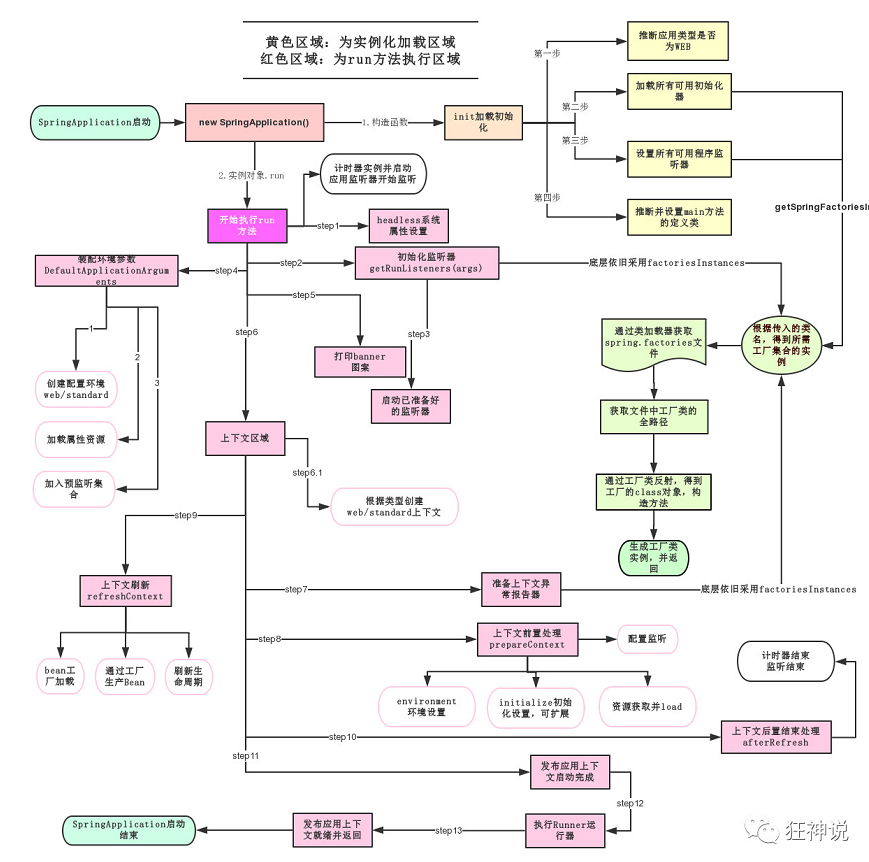 黄色区域：为实例化加载区域
红色区域：为run方法执行区域
推断应用类型是否
为WEB
第一步
加载所有可用初始化
器
第二步
SpringApplication启动
new SpringApplication()
1.构造函数
init加载初始
化
第三步
设置所有可用程序监
听器
第四步
推断并设置main方法
的定义类
getSpringFactoriesIn
2.实例对象.run
计时器实例并启动
应用监听器开始监听
开始执行run
方法
step1
headless系统
属性设置
step2
初始化监听器
getRunListeners(args)
底层依旧采用factoriesInstances
装配环境参数
DefaultApplicationArgum
ents
step4
step5
step3
step6
1
2
3
创建配置环境
web/standard
加载属性资源
加入预监听集
合
打印banner
图案
启动已准备好
的监听器
通过类加载器获取
spring.factories文
件
根据传入的类
名，得到所需
工厂集合的实
例
获取文件中工厂类的
全路径
通过工厂类反射，得到
工厂的class对象，构
造方法
生成工厂类
实例，并返
回
上下文区域
step6.1
根据类型创建
web/standard上下文
step9
上下文刷新
refreshContext
bean工
厂加载
通过工厂
生产Bean
刷新生
命周期
step7
准备上下文异
常报告器
底层依旧采用factoriesInstances
step8
上下文前置处理
prepareContext
配置监听
environment
环境设置
initialize初始
化设置，可扩展
资源获取并load
计时器结束
监听结束
step10
上下文后置结束处理
afterRefresh
step11
发布应用上下
文启动完成
step12
执行Runner运
行器
step13
发布应用上下
文就绪并返回
SpringApplication启动
结束
狂神说